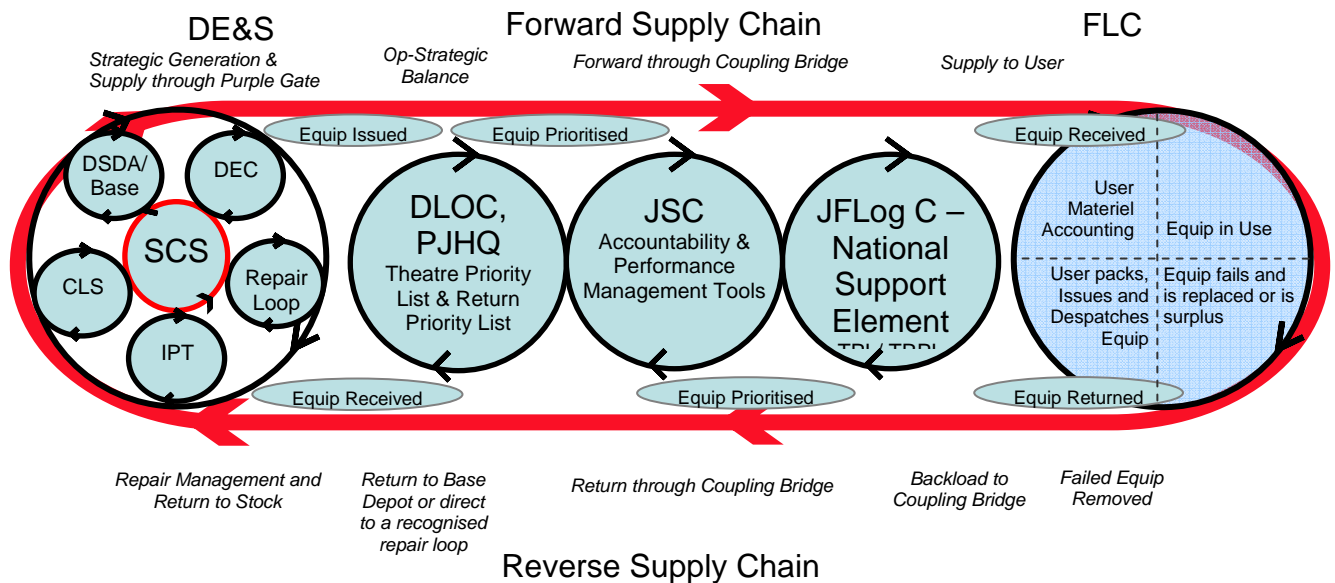 DE&S
Forward Supply Chain
FLC
Strategic Generation &
Supply through Purple Gate
Op-Strategic
Balance
Forward through Coupling Bridge
Supply to User
Equip Issued
Equip Prioritised
Equip Received
DSDA/
Base
DEC
SCS
CLS
Repair
Loop
IPT
DLOC,
PJHQ
Theatre Priority
List & Return
Priority List
JSC
Accountability &
Performance
Management Tools
JFLog C –
National
Support
Element
User
Materiel
Accounting
Equip in Use
User packs,
Issues and
Despatches
Equip
Equip fails and
is replaced or is
surplus
Equip Received
Equip Prioritised
Equip Returned
Repair Management and
Return to Stock
Return to Base
Depot or direct
to a recognised
repair loop
Return through Coupling Bridge
Backload to
Coupling Bridge
Failed Equip
Removed
Reverse Supply Chain